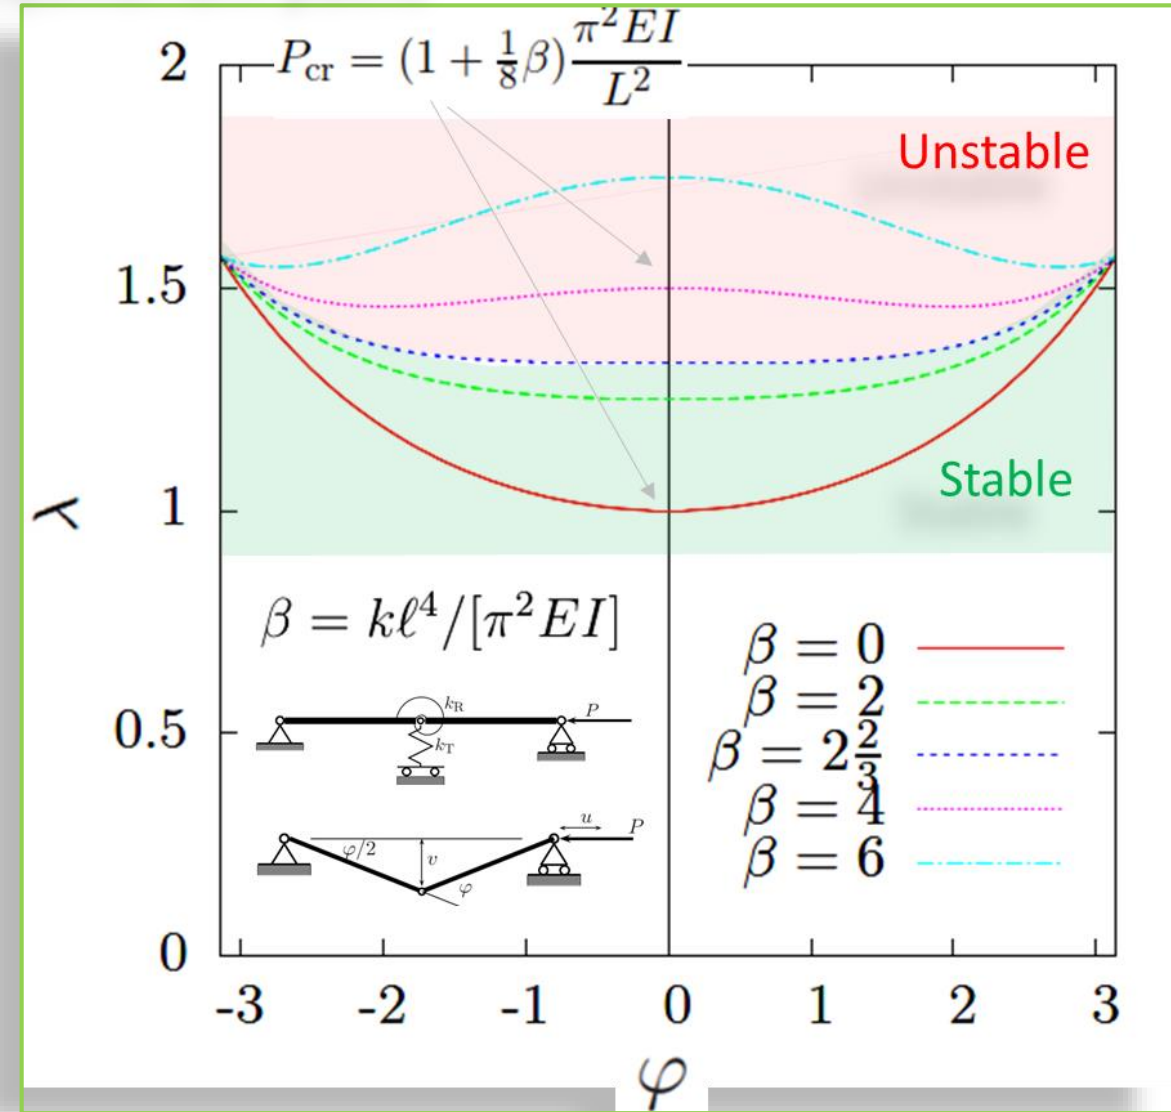 P_cr = (1 + 1/8 β) π²EI / L²
Unstable
Stable
λ
2
1.5
1
0.5
0
β = kℓ⁴/[π²EI]
k_R
P
k_T
u
P
φ/2
v
φ
β = 0
β = 2
β = 2 2/3
β = 4
β = 6
-3 -2 -1 0 1 2 3
φ